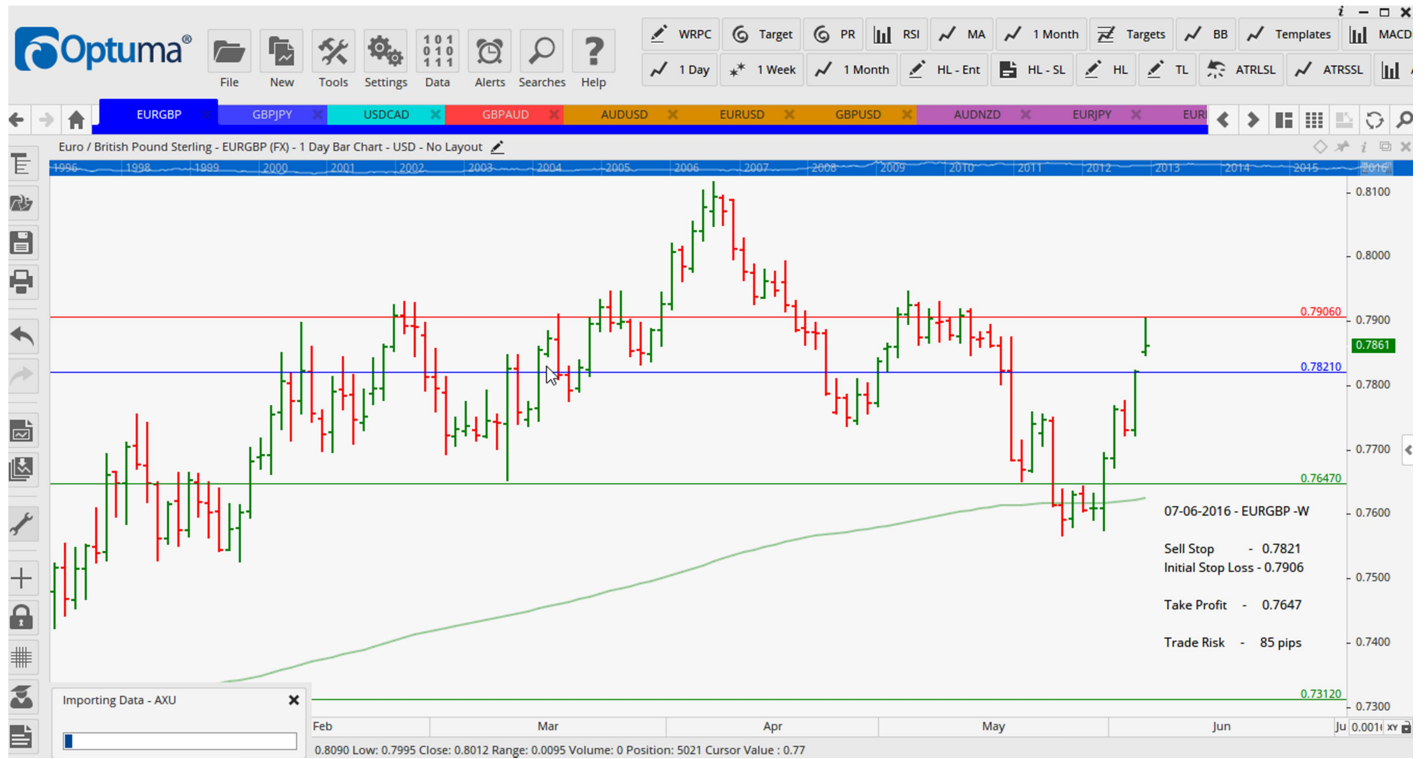 Optuma®
File New Tools Settings Data Alerts Searches Help
WRPC Target PR RSI MA 1 Month Targets BB Templates MACD
1 Day 1 Week 1 Month HL - Ent HL - SL HL TL ATRLSL ATRSSL
EURGBP GBPJPY USDCAD GBPAUD AUDUSD EURUSD GBPUSD AUDNZD EURJPY EUR
Euro / British Pound Sterling - EURGBP (FX) - 1 Day Bar Chart - USD - No Layout
1996 1998 1999 2000 2001 2002 2003 2004 2005 2006 2007 2008 2009 2010 2011 2012 2013 2014 2015 2016
0.8100
0.8000
0.79060
0.7900
0.7861
0.78210
0.7800
0.7700
0.76470
0.7600
07-06-2016 - EURGBP -W
Sell Stop - 0.7821
Initial Stop Loss - 0.7906
0.7500
Take Profit - 0.7647
Trade Risk - 85 pips
0.7400
0.73120
0.7300
Importing Data - AXU
Feb Mar Apr May Jun Ju
XY
0.8090 Low: 0.7995 Close: 0.8012 Range: 0.0095 Volume: 0 Position: 5021 Cursor Value : 0.77